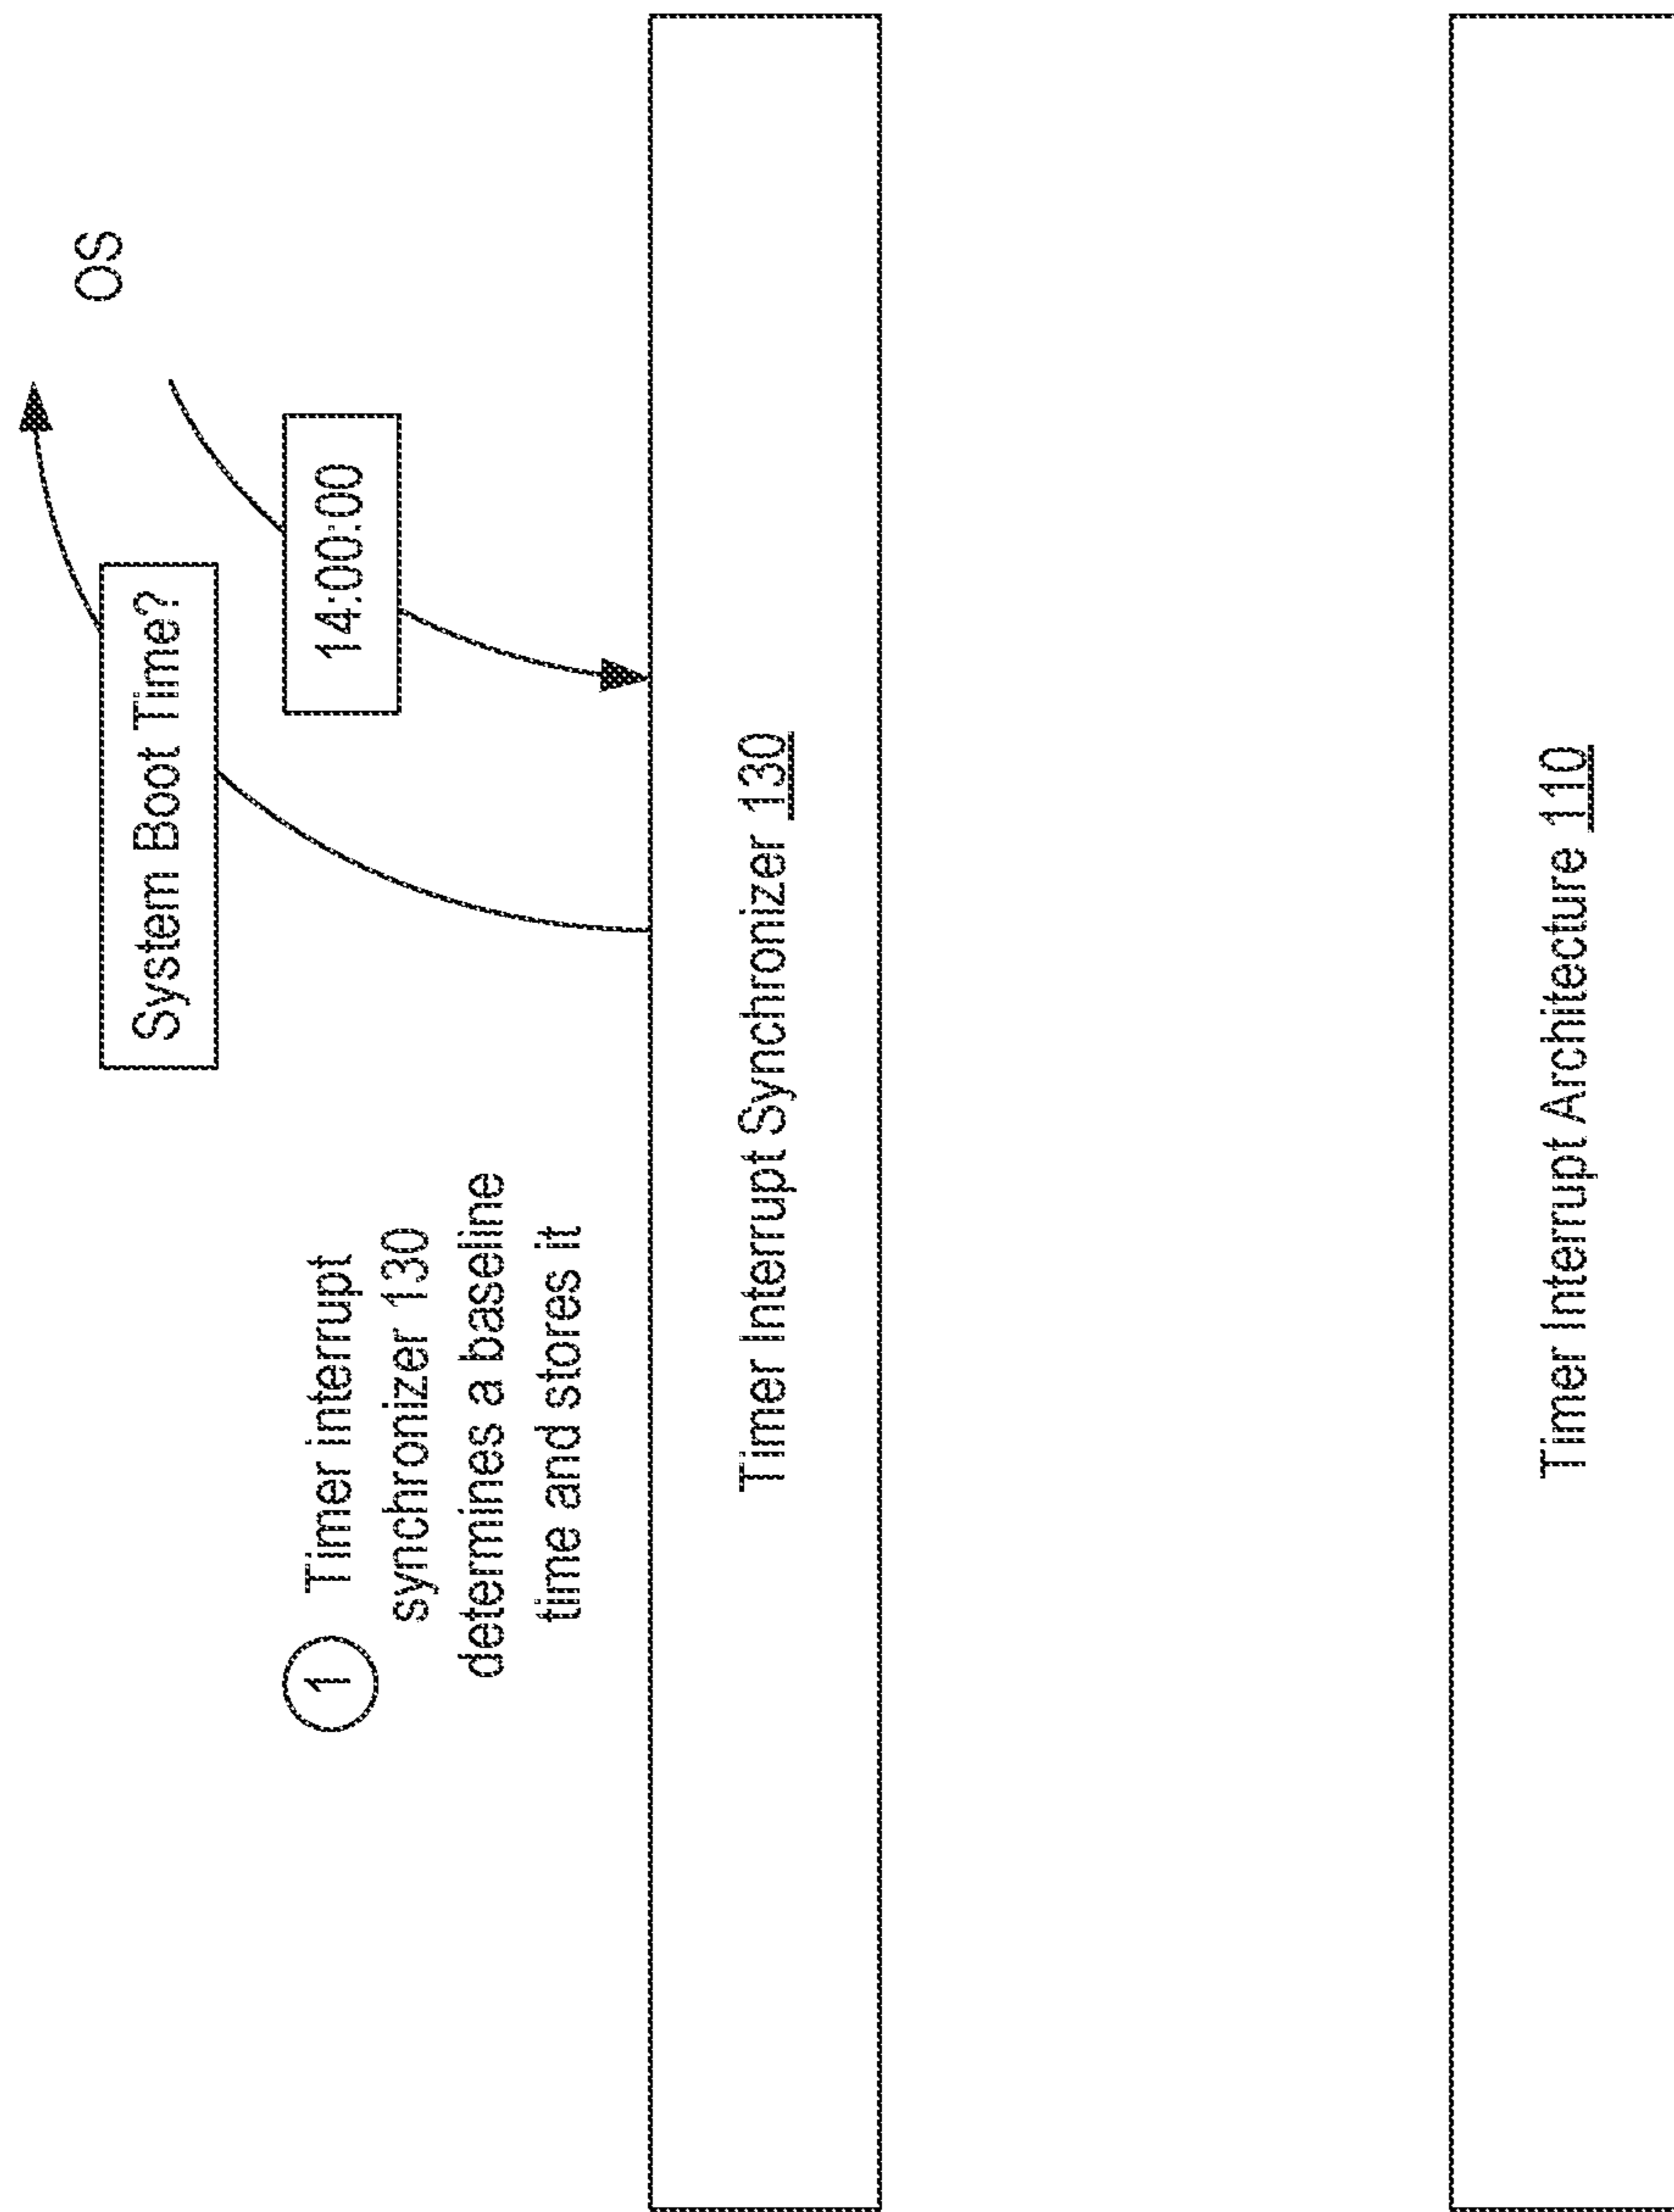 OS
System Boot Time?
14:00:00
1
Timer interrupt
synchronizer 130
determines a baseline
time and stores it
Timer Interrupt Synchronizer 130
Timer Interrupt Architecture 110